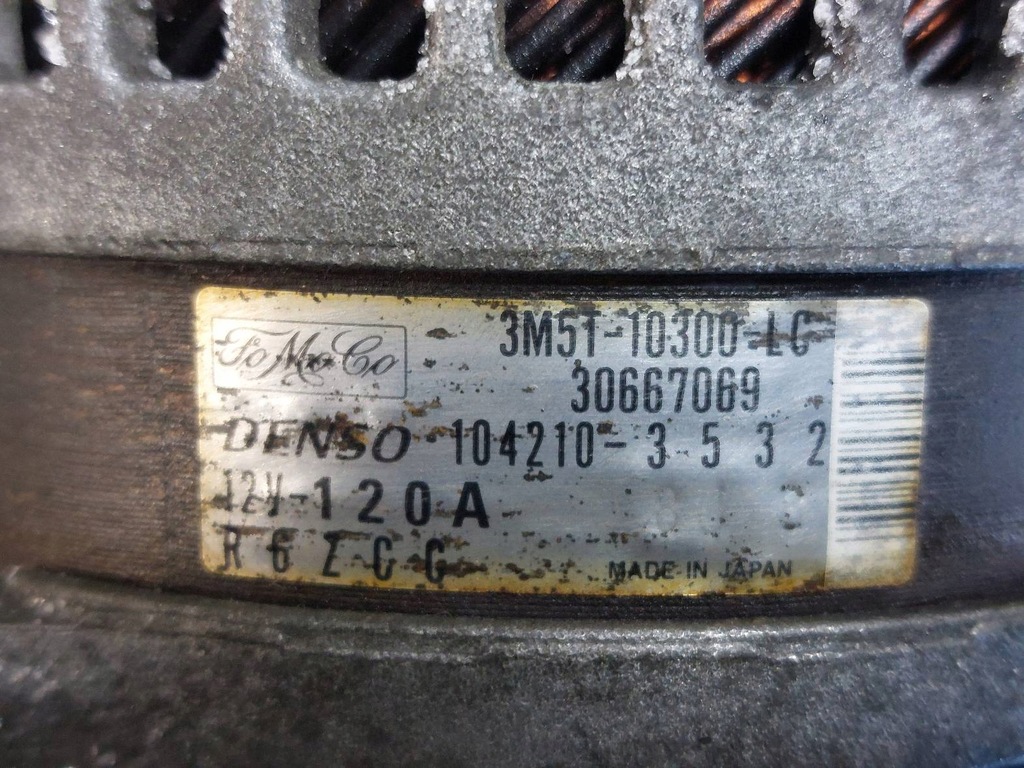 FoMoCo
3M5T-10300-LC
30667069
DENSO 104210-3532
12V-120A
R6ZCC
MADE IN JAPAN